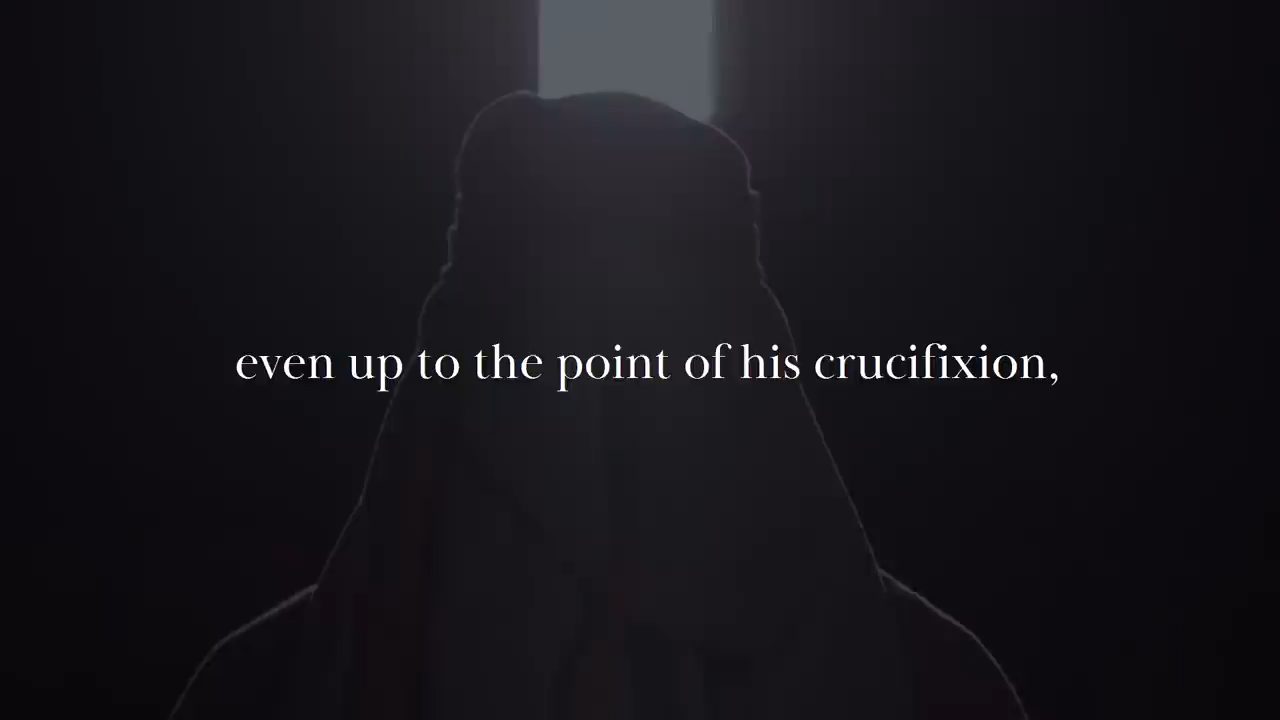 even up to the point of his crucifixion,